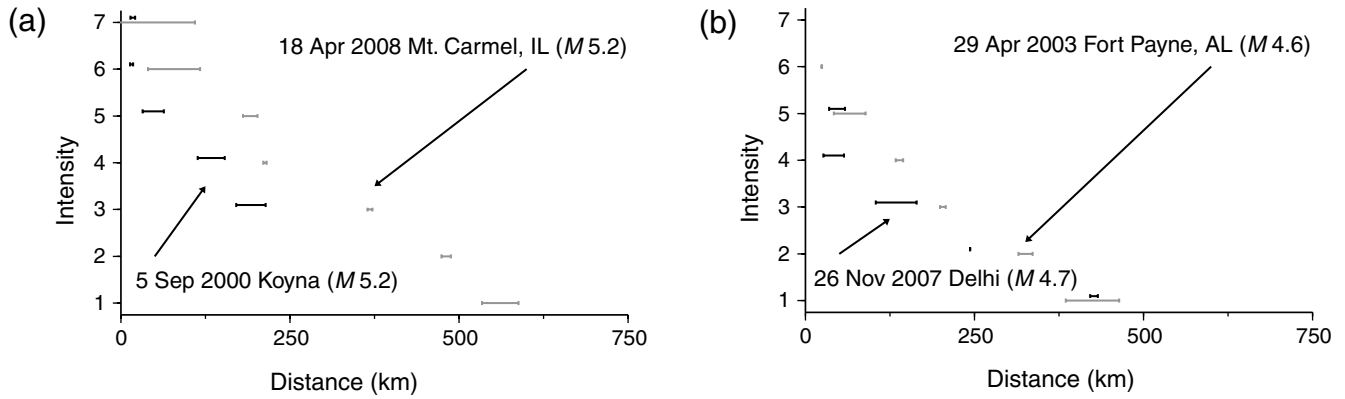 (a)
7
6
5
4
3
2
1
Intensity
18 Apr 2008 Mt. Carmel, IL (M 5.2)
5 Sep 2000 Koyna (M 5.2)
0
250
500
750
Distance (km)
(b)
7
6
5
4
3
2
1
Intensity
29 Apr 2003 Fort Payne, AL (M 4.6)
26 Nov 2007 Delhi (M 4.7)
0
250
500
750
Distance (km)